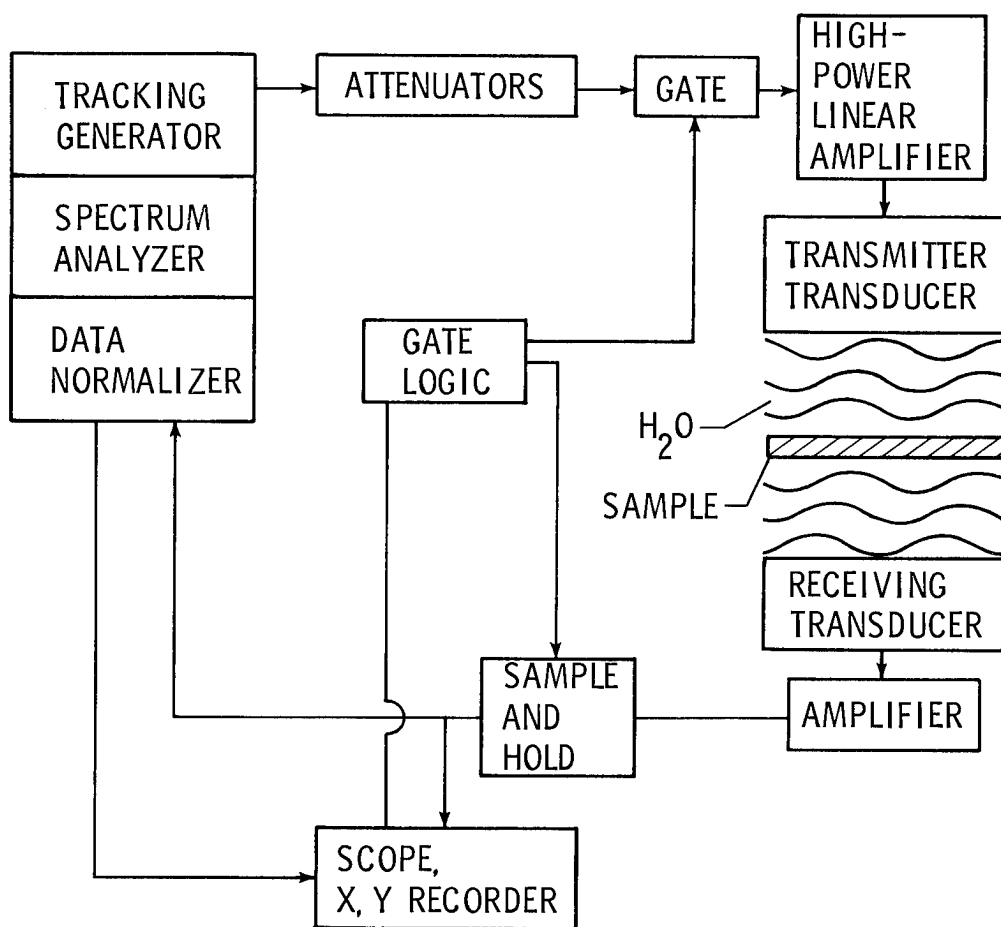 TRACKING
GENERATOR
SPECTRUM
ANALYZER
DATA
NORMALIZER
ATTENUATORS
GATE
HIGH-
POWER
LINEAR
AMPLIFIER
TRANSMITTER
TRANSDUCER
GATE
LOGIC
H₂O
SAMPLE
RECEIVING
TRANSDUCER
AMPLIFIER
SAMPLE
AND
HOLD
SCOPE,
X, Y RECORDER